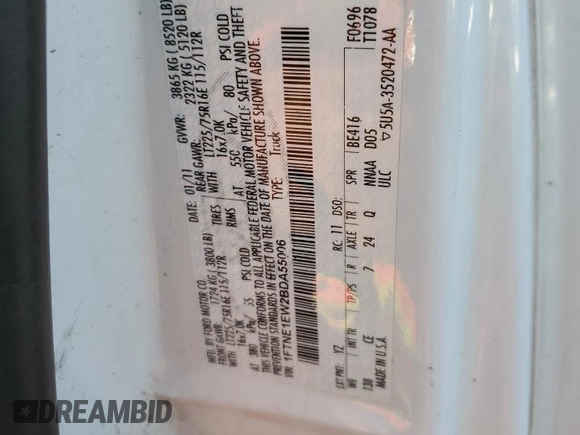 MFD. BY FORD MOTOR CO.
DATE: 01/11 GVWR: 3865 KG ( 8520 LB)
FRONT GAWR: 1724 KG ( 3800 LB) REAR GAWR: 2322 KG ( 5120 LB)
WITH LT225/75R16E 115/112R TIRES WITH LT225/75R16E 115/112R
16x7.0K RIMS 16x7.0K
AT 380 kPa/ 55 PSI COLD AT 550 kPa/ 80 PSI COLD
THIS VEHICLE CONFORMS TO ALL APPLICABLE FEDERAL MOTOR VEHICLE SAFETY AND THEFT
PREVENTION STANDARDS IN EFFECT ON THE DATE OF MANUFACTURE SHOWN ABOVE.
VIN: 1FTNE1EW2BDA55006 TYPE: Truck
F0696
T1078
EXT PNT: YZ RC: 11 DSO: BE416
WB INT TR TP/PS R AXLE TR SPR
138 CE 7 24 Q NNAA D05
MADE IN U.S.A. ULC ▽5U5A-3520472-AA
DREAMBID